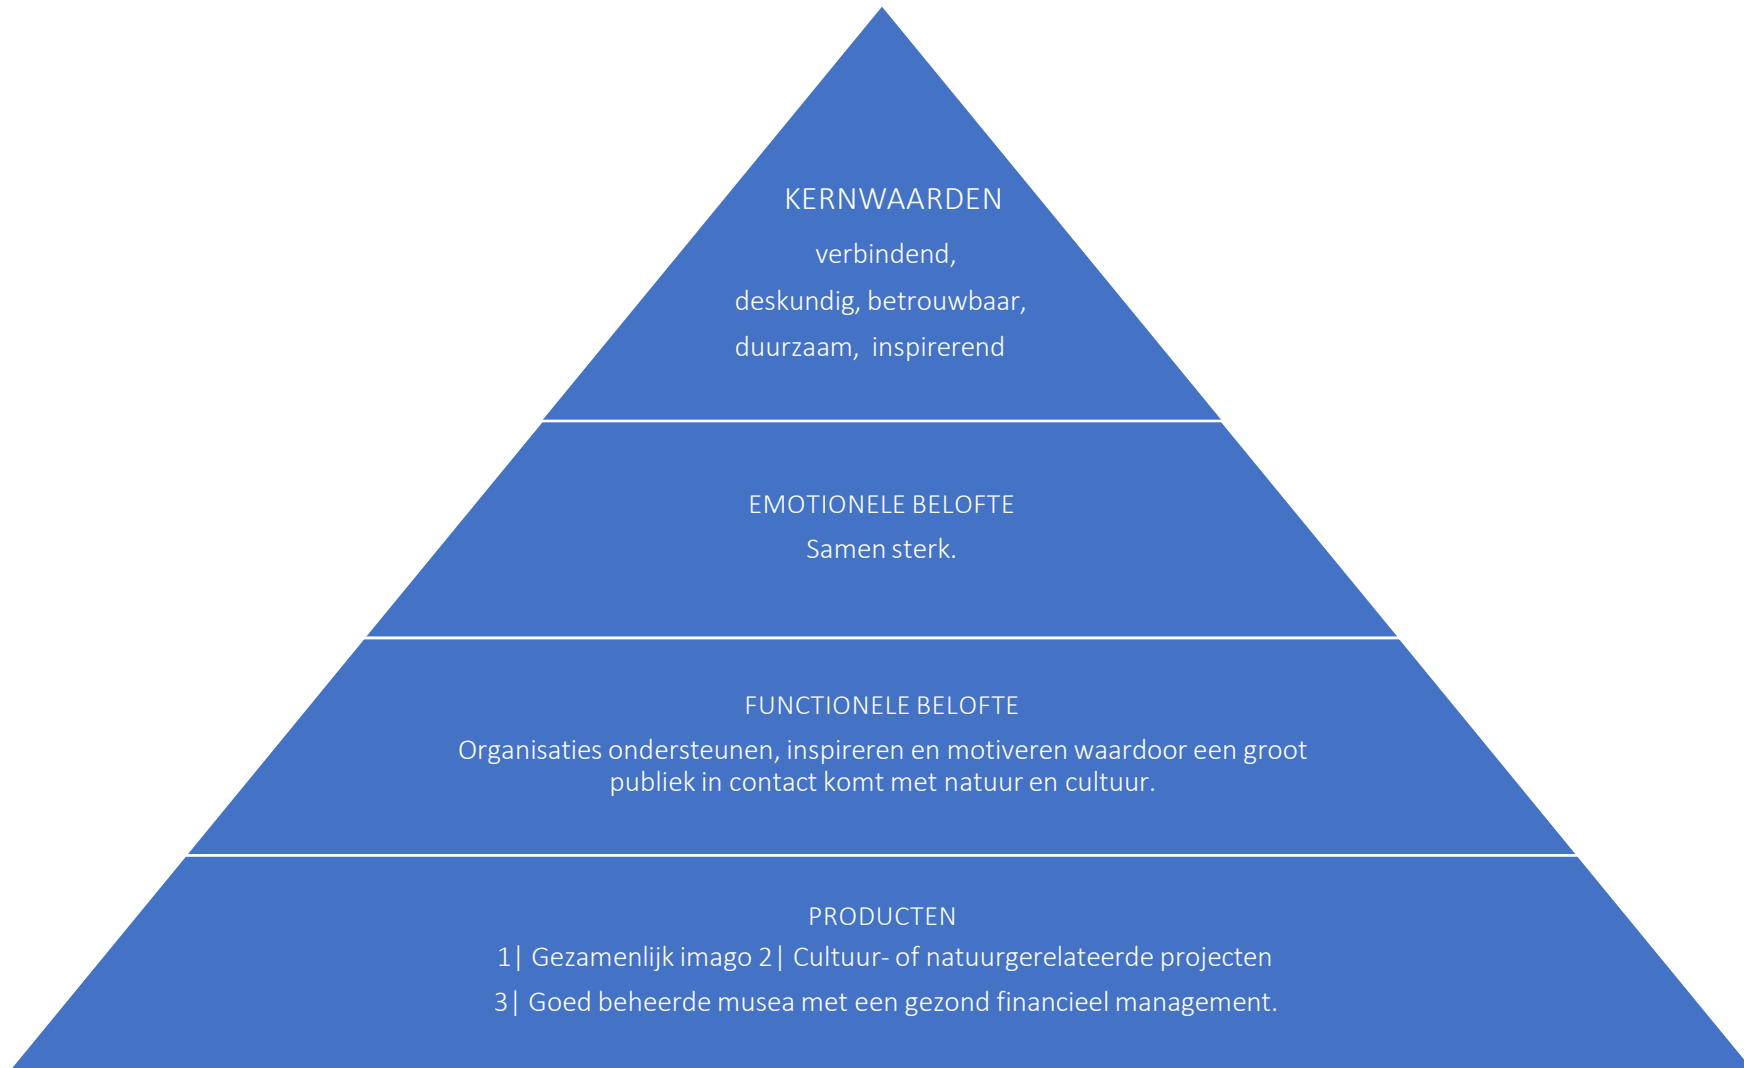 KERNWAARDEN
verbindend,
deskundig, betrouwbaar,
duurzaam, inspirerend
EMOTIONELE BELOFTE
Samen sterk.
FUNCTIONELE BELOFTE
Organisaties ondersteunen, inspireren en motiveren waardoor een groot
publiek in contact komt met natuur en cultuur.
PRODUCTEN
1| Gezamenlijk imago 2| Cultuur- of natuurgerelateerde projecten
3| Goed beheerde musea met een gezond financieel management.